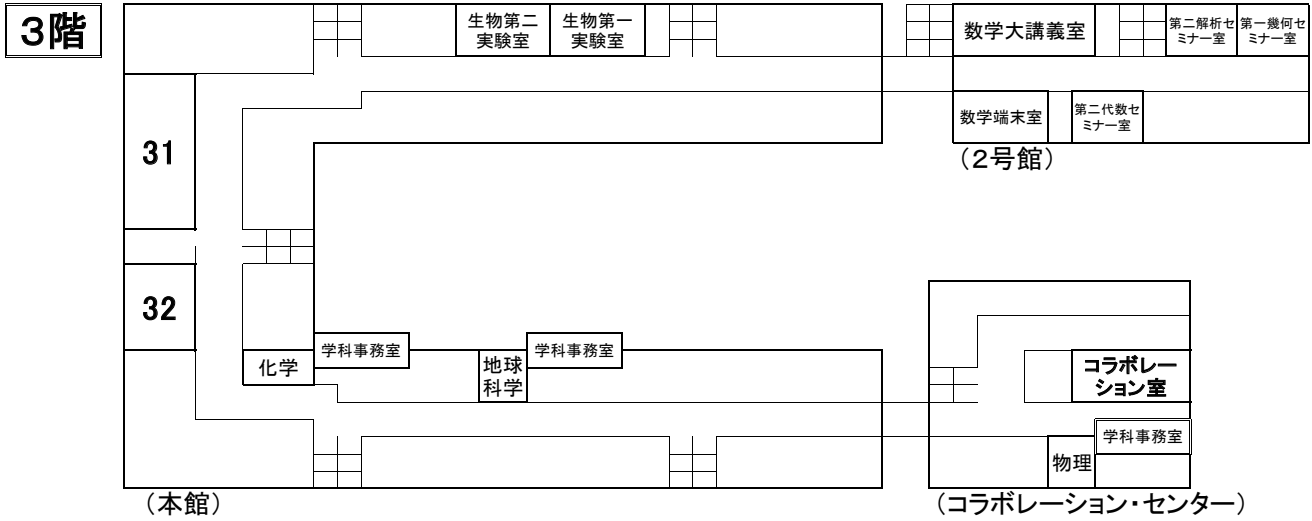 3階
生物第二
実験室
生物第一
実験室
数学大講義室
第二解析セ
ミナー室
第一幾何セ
ミナー室
31
数学端末室
第二代数セ
ミナー室
(2号館)
32
化学
学科事務室
地球
科学
学科事務室
コラボレー
ション室
学科事務室
物理
(本館)
(コラボレーション・センター)